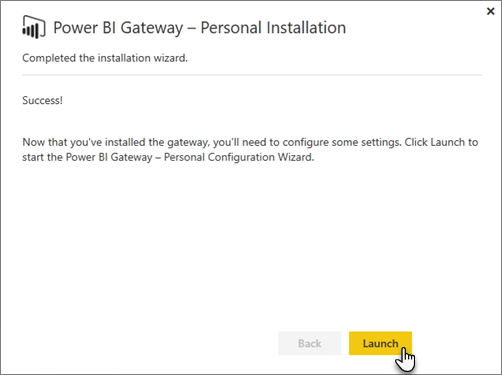 Power BI Gateway – Personal Installation
Completed the installation wizard.
Success!
Now that you've installed the gateway, you'll need to configure some settings. Click Launch to
start the Power BI Gateway – Personal Configuration Wizard.
Back
Launch